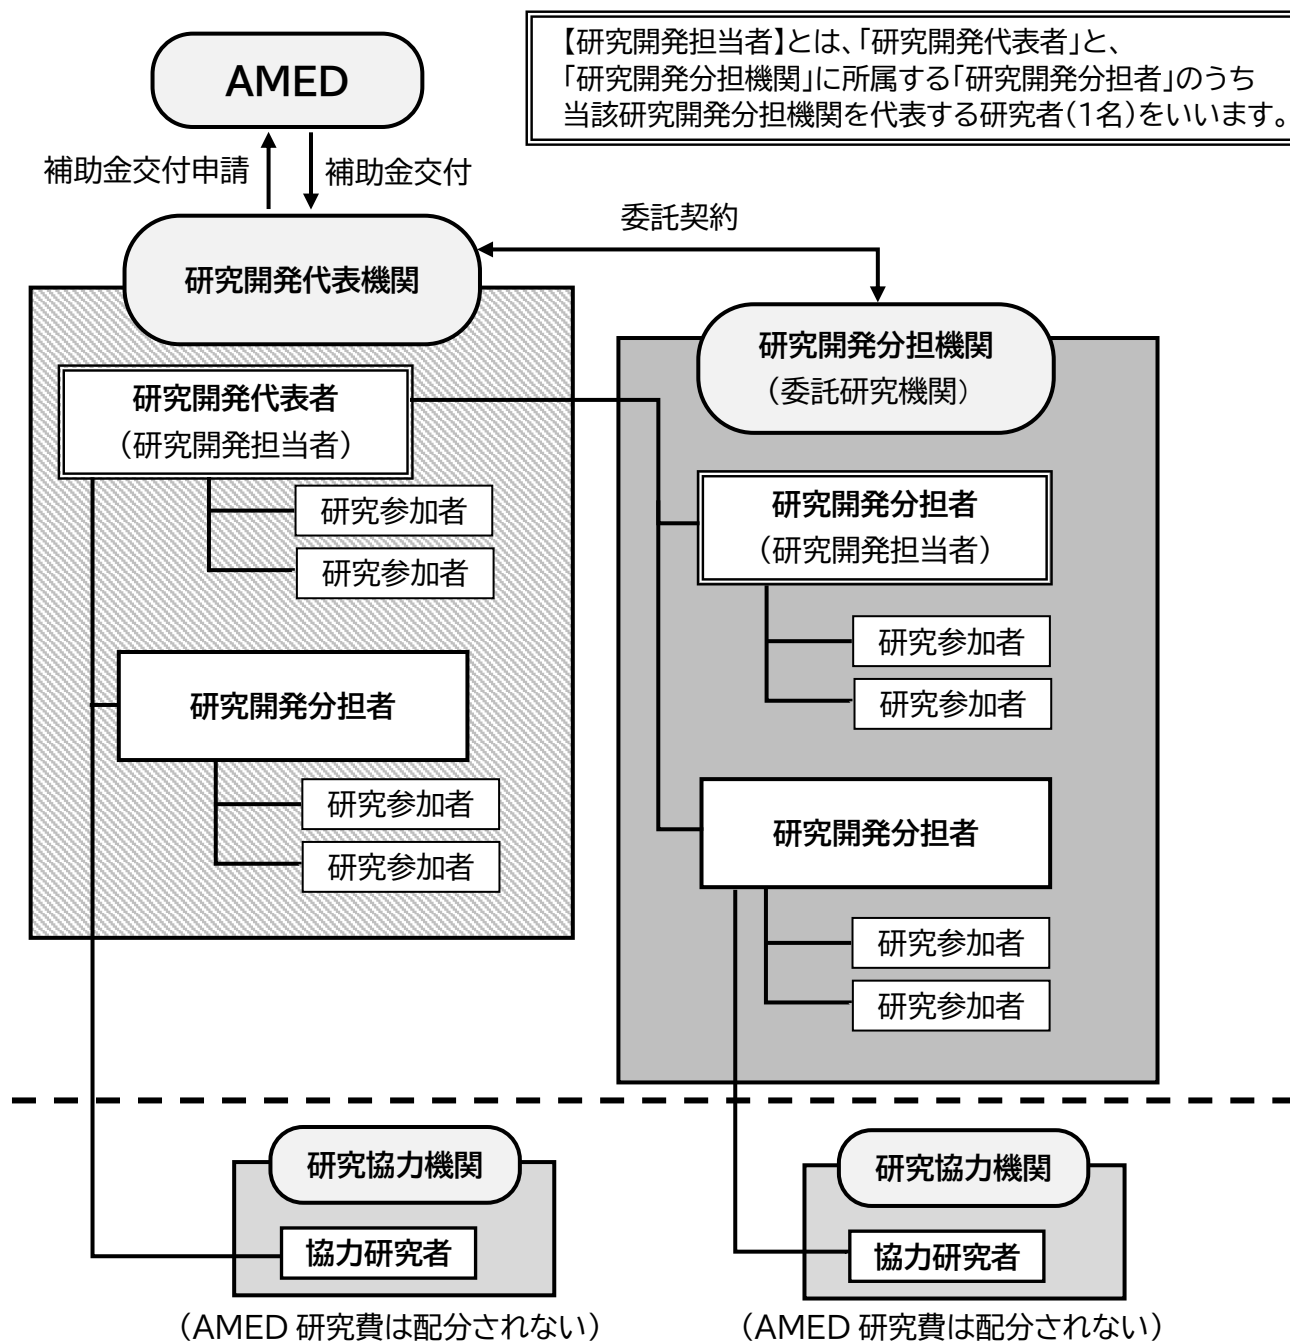 【研究開発担当者】とは、「研究開発代表者」と、
「研究開発分担機関」に所属する「研究開発分担者」のうち
当該研究開発分担機関を代表する研究者(1名)をいいます。
AMED
補助金交付申請
補助金交付
委託契約
研究開発代表機関
研究開発代表者
(研究開発担当者)
研究参加者
研究参加者
研究開発分担者
研究参加者
研究参加者
研究開発分担機関
(委託研究機関)
研究開発分担者
(研究開発担当者)
研究参加者
研究参加者
研究開発分担者
研究参加者
研究参加者
研究協力機関
協力研究者
(AMED 研究費は配分されない)
研究協力機関
協力研究者
(AMED 研究費は配分されない)